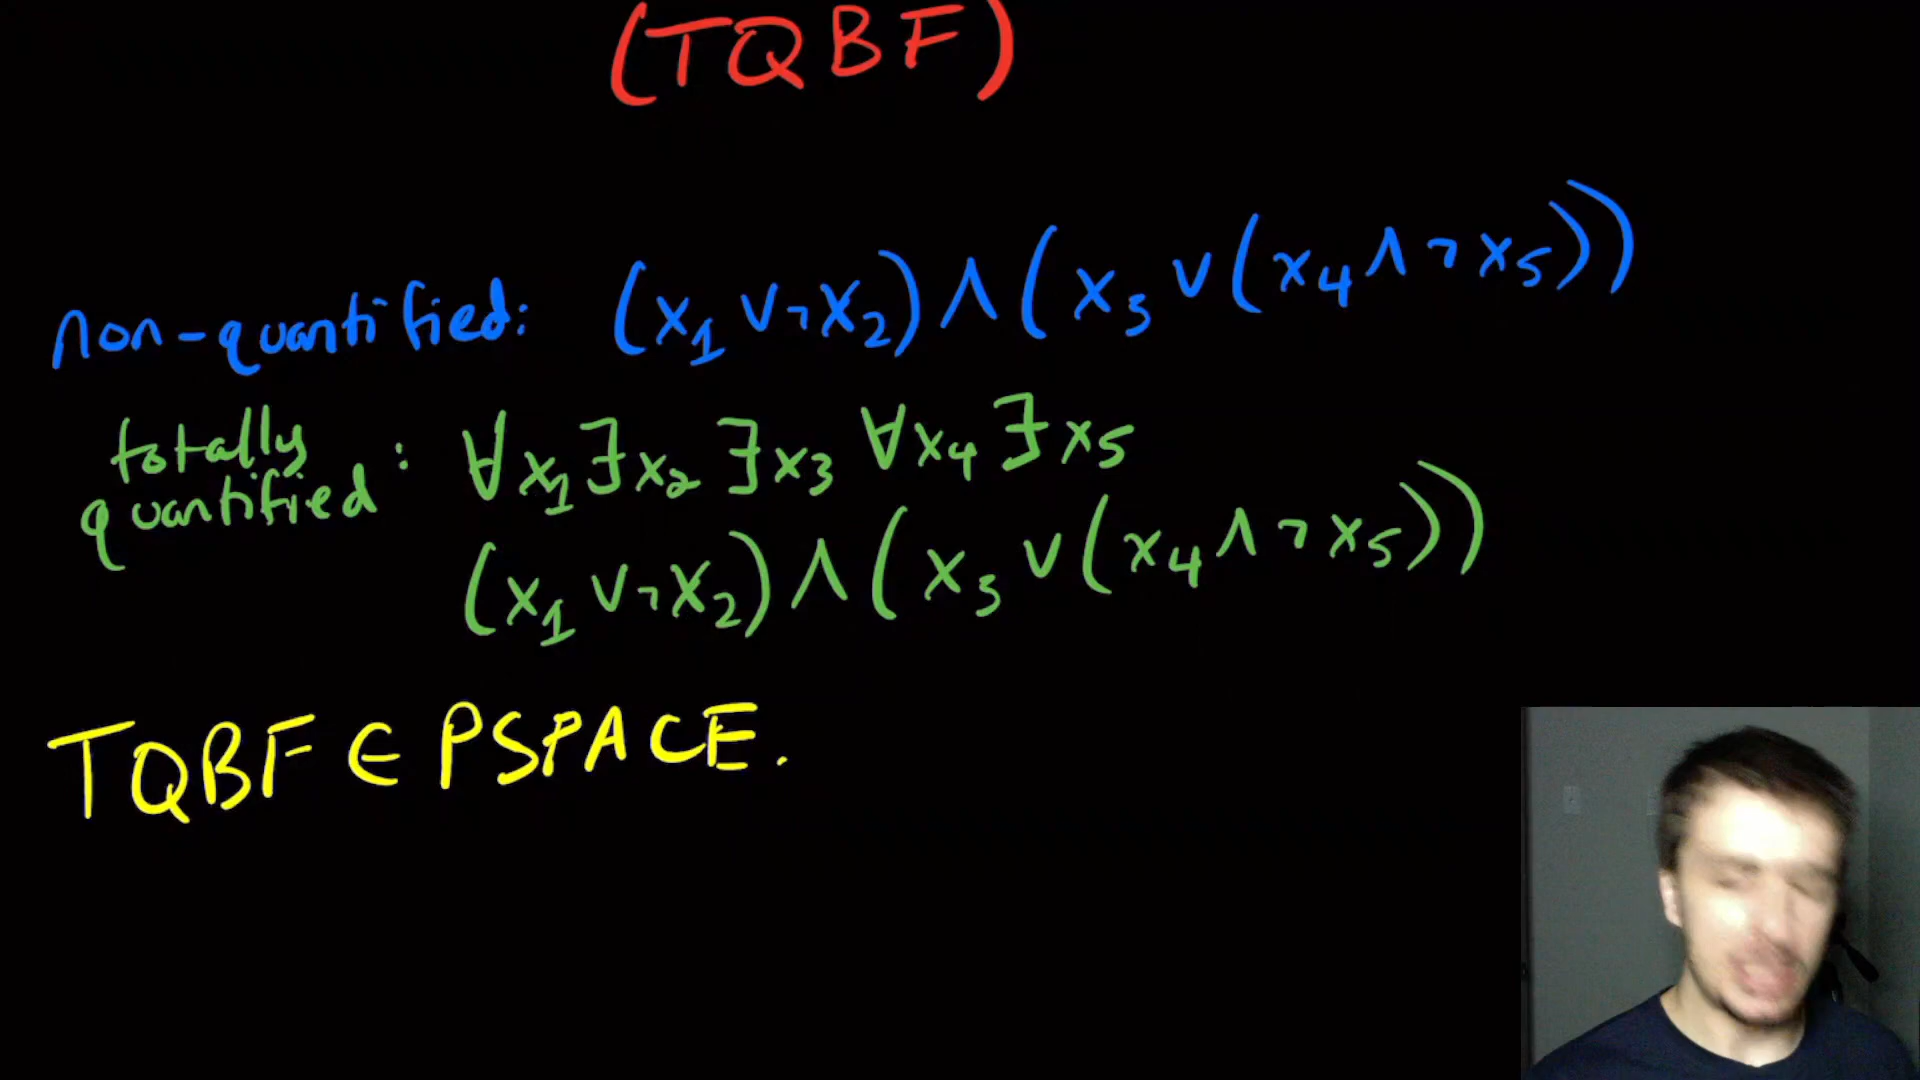 (TQBF)
non-quantified: (x₁ ∨ ¬x₂) ∧ (x₃ ∨ (x₄ ∧ ¬x₅))
totally quantified: ∀x₁ ∃x₂ ∃x₃ ∀x₄ ∃x₅
(x₁ ∨ ¬x₂) ∧ (x₃ ∨ (x₄ ∧ ¬x₅))
TQBF ∈ PSPACE.